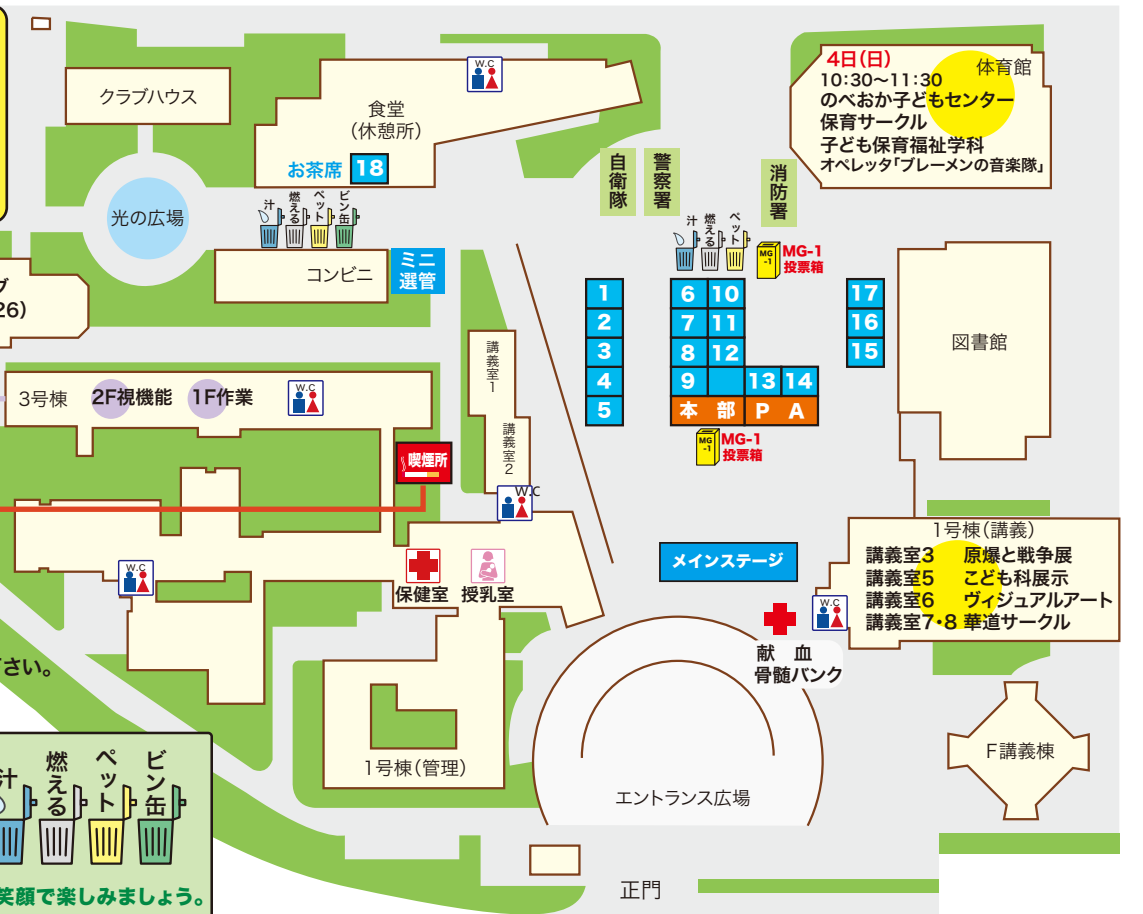 クラブハウス
W.C
食堂
(休憩所)
お茶席 18
汁
燃える
ペット
ビン缶
光の広場
コンビニ
ミニ
選管
自衛隊
警察署
消防署
汁
燃える
ペット
MG-1
MG-1
投票箱
4日(日)
体育館
10:30〜11:30
のべおか子どもセンター
保育サークル
子ども保育福祉学科
オペレッタ「ブレーメンの音楽隊」
26)
1
2
3
4
5
6 10
7 11
8 12
9 13 14
本 部 P A
17
16
15
図書館
MG-1
MG-1
投票箱
3号棟
2F視機能
1F作業
W.C
講義室1
講義室2
喫煙所
W.C
W.C
保健室
授乳室
メインステージ
1号棟(講義)
講義室3 原爆と戦争展
講義室5 こども科展示
講義室6 ヴィジュアルアート
講義室7・8 華道サークル
W.C
献 血
骨髄バンク
さい。
1号棟(管理)
エントランス広場
F講義棟
汁
燃える
ペット
ビン缶
笑顔で楽しみましょう。
正門